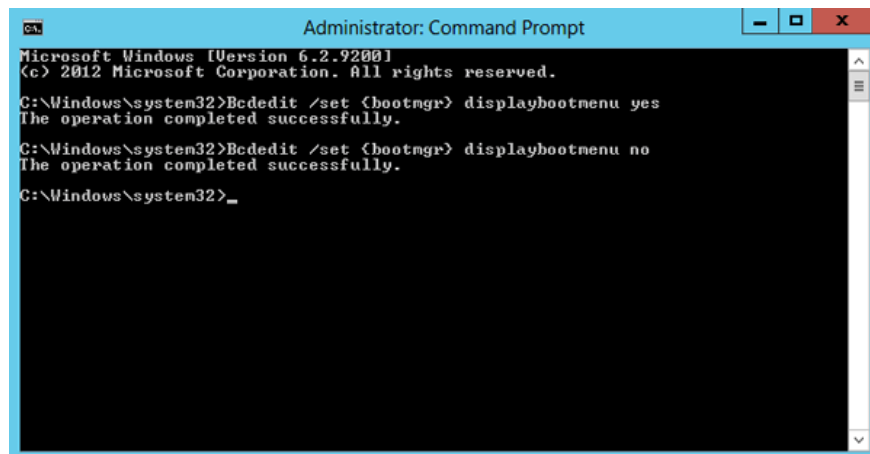 Administrator: Command Prompt
Microsoft Windows [Version 6.2.9200]
(c) 2012 Microsoft Corporation. All rights reserved.
C:\Windows\system32>Bcdedit /set {bootmgr} displaybootmenu yes
The operation completed successfully.
C:\Windows\system32>Bcdedit /set {bootmgr} displaybootmenu no
The operation completed successfully.
C:\Windows\system32>_